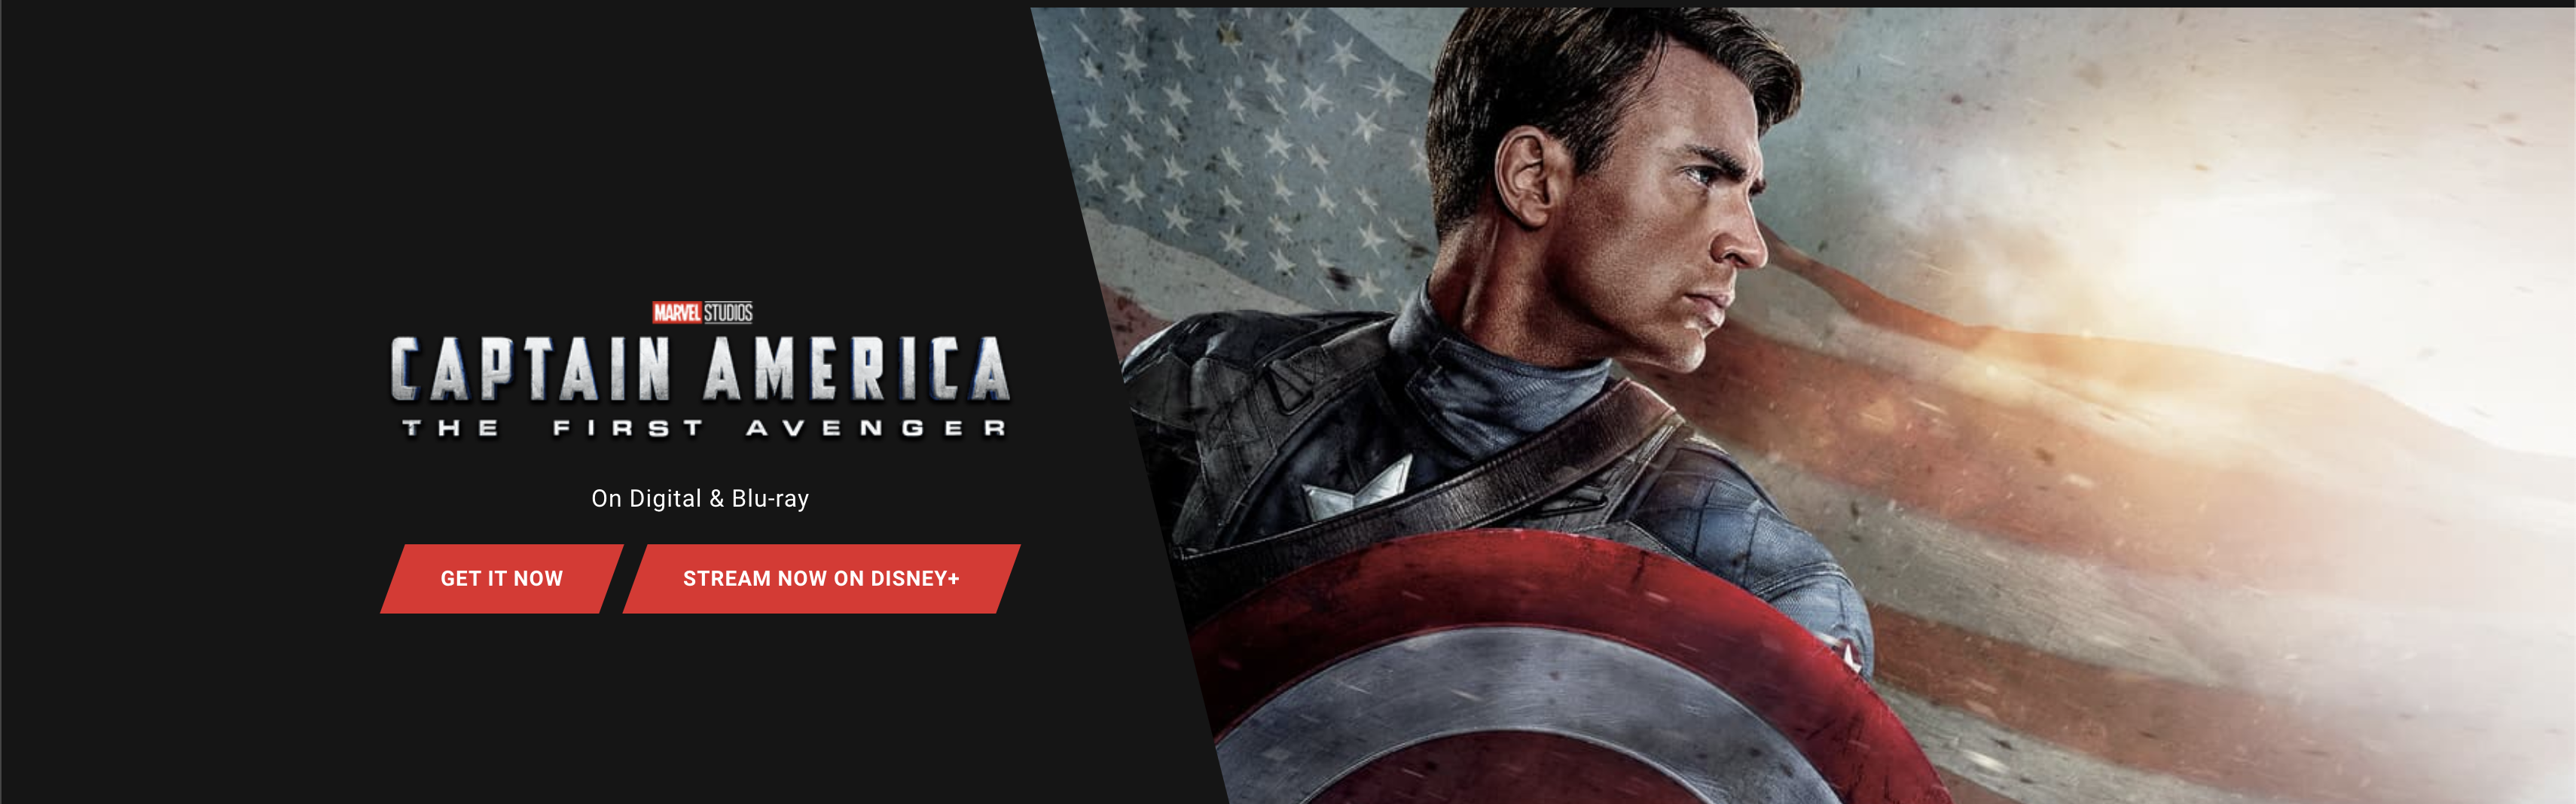 MARVEL STUDIOS
CAPTAIN AMERICA
THE FIRST AVENGER
On Digital & Blu-ray
GET IT NOW
STREAM NOW ON DISNEY+